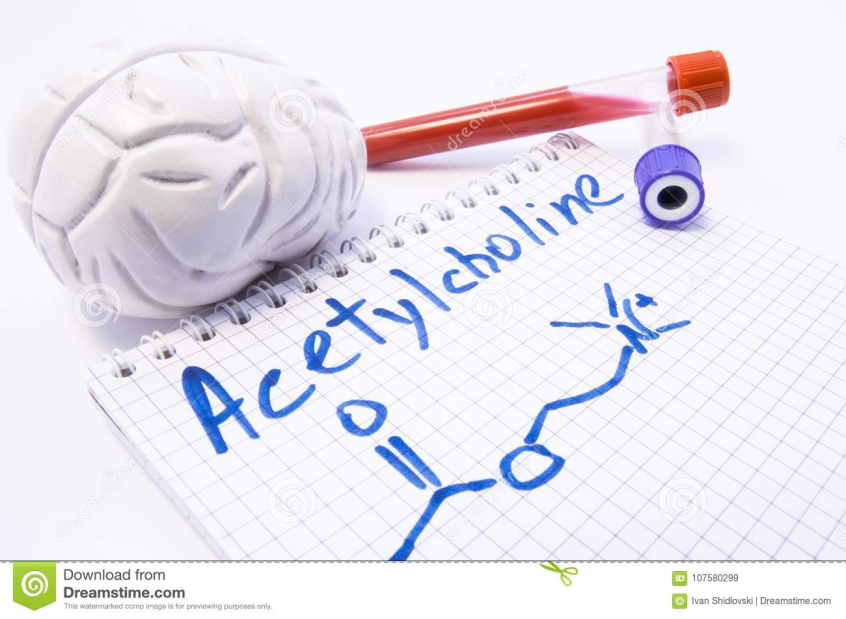 Acetylcholine
O
O
N+
Download from
Dreamstime.com
This watermarked comp image is for previewing purposes only.
ID 107580299
© Ivan Shidlovski | Dreamstime.com